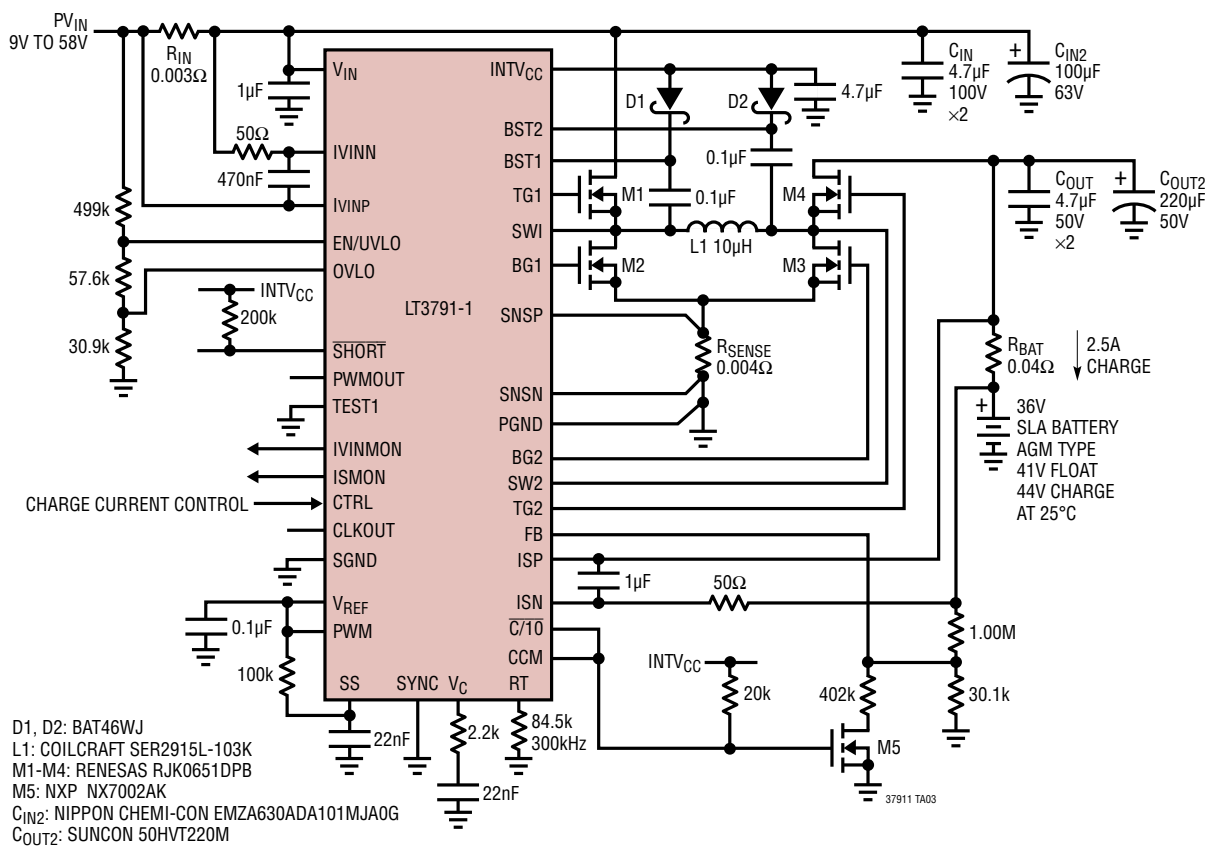 PVIN
9V TO 58V
RIN
0.003Ω
1µF
50Ω
470nF
499k
57.6k
30.9k
INTVCC
200k
VIN
IVINN
IVINP
EN/UVLO
OVLO
SHORT
PWMOUT
TEST1
IVINMON
ISMON
CHARGE CURRENT CONTROL
CTRL
CLKOUT
SGND
VREF
PWM
0.1µF
100k
SS
SYNC
VC
RT
22nF
2.2k
22nF
84.5k
300kHz
LT3791-1
INTVCC
BST2
BST1
TG1
SWI
BG1
SNSP
SNSN
PGND
BG2
SW2
TG2
FB
ISP
ISN
C/10
CCM
D1
D2
4.7µF
0.1µF
0.1µF
M1
M4
L1 10µH
M2
M3
RSENSE
0.004Ω
CIN
4.7µF
100V
×2
+
CIN2
100µF
63V
COUT
4.7µF
50V
×2
+
COUT2
220µF
50V
RBAT
0.04Ω
2.5A
CHARGE
+
36V
SLA BATTERY
AGM TYPE
41V FLOAT
44V CHARGE
AT 25°C
1µF
50Ω
1.00M
INTVCC
20k
402k
30.1k
M5
37911 TA03
D1, D2: BAT46WJ
L1: COILCRAFT SER2915L-103K
M1-M4: RENESAS RJK0651DPB
M5: NXP NX7002AK
CIN2: NIPPON CHEMI-CON EMZA630ADA101MJA0G
COUT2: SUNCON 50HVT220M